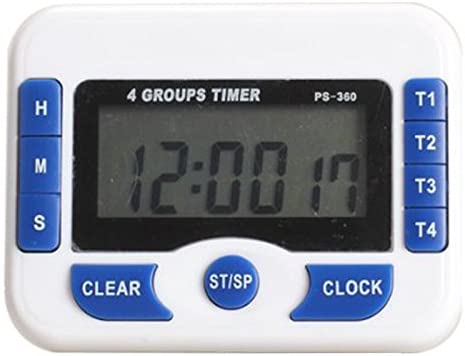 4 GROUPS TIMER PS-360
H
M
S
12:00 17
T1
T2
T3
T4
CLEAR
ST/SP
CLOCK